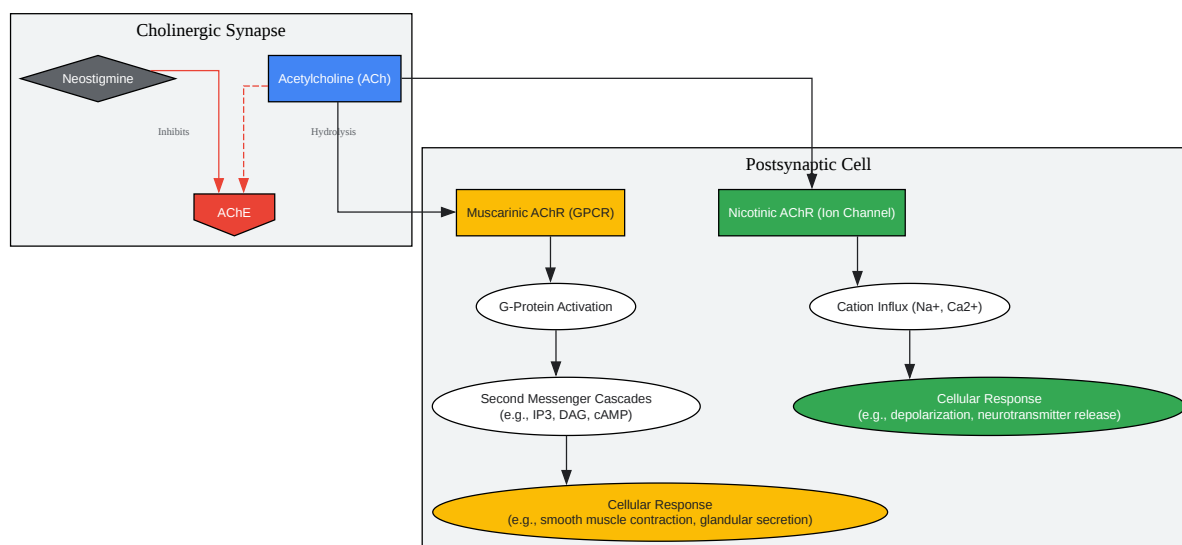 Cholinergic Synapse
Neostigmine
Acetylcholine (ACh)
Inhibits
Hydrolysis
AChE
Postsynaptic Cell
Muscarinic AChR (GPCR)
Nicotinic AChR (Ion Channel)
G-Protein Activation
Cation Influx (Na+, Ca2+)
Second Messenger Cascades
(e.g., IP3, DAG, cAMP)
Cellular Response
(e.g., depolarization, neurotransmitter release)
Cellular Response
(e.g., smooth muscle contraction, glandular secretion)